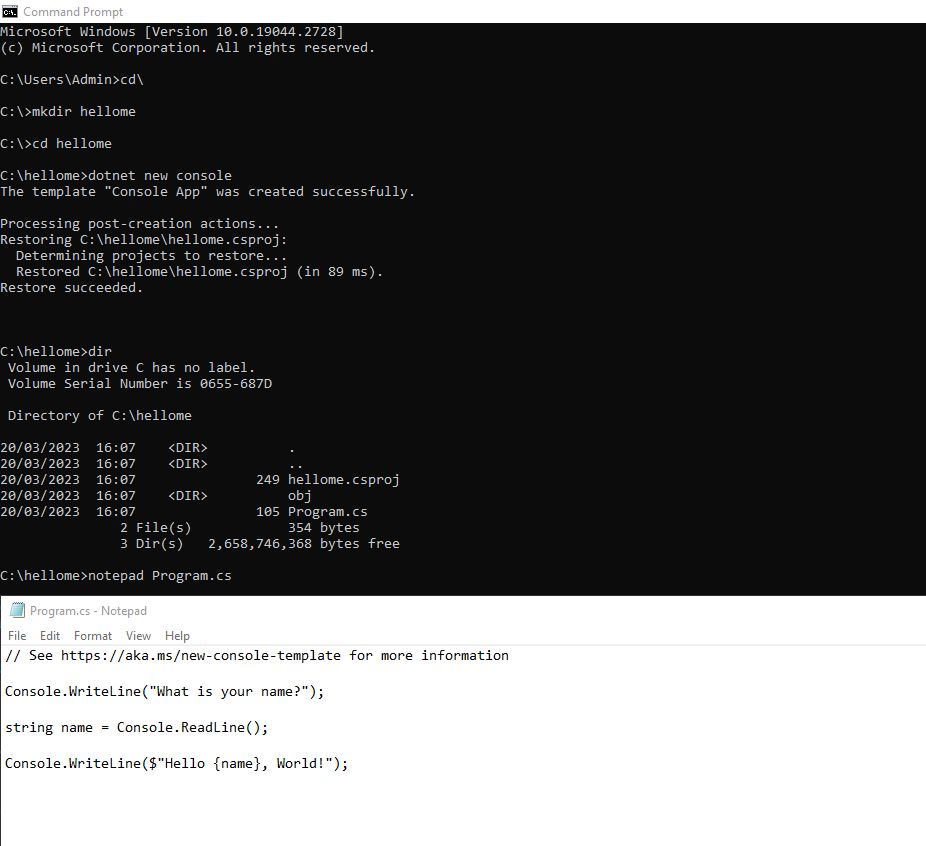 Command Prompt
Microsoft Windows [Version 10.0.19044.2728]
(c) Microsoft Corporation. All rights reserved.
C:\Users\Admin>cd\
C:\>mkdir hellome
C:\>cd hellome
C:\hellome>dotnet new console
The template "Console App" was created successfully.
Processing post-creation actions...
Restoring C:\hellome\hellome.csproj:
  Determining projects to restore...
  Restored C:\hellome\hellome.csproj (in 89 ms).
Restore succeeded.
C:\hellome>dir
 Volume in drive C has no label.
 Volume Serial Number is 0655-687D
 Directory of C:\hellome
20/03/2023  16:07    <DIR>          .
20/03/2023  16:07    <DIR>          ..
20/03/2023  16:07               249 hellome.csproj
20/03/2023  16:07    <DIR>          obj
20/03/2023  16:07               105 Program.cs
               2 File(s)            354 bytes
               3 Dir(s)   2,658,746,368 bytes free
C:\hellome>notepad Program.cs
Program.cs - Notepad
File Edit Format View Help
// See https://aka.ms/new-console-template for more information
Console.WriteLine("What is your name?");
string name = Console.ReadLine();
Console.WriteLine($"Hello {name}, World!");